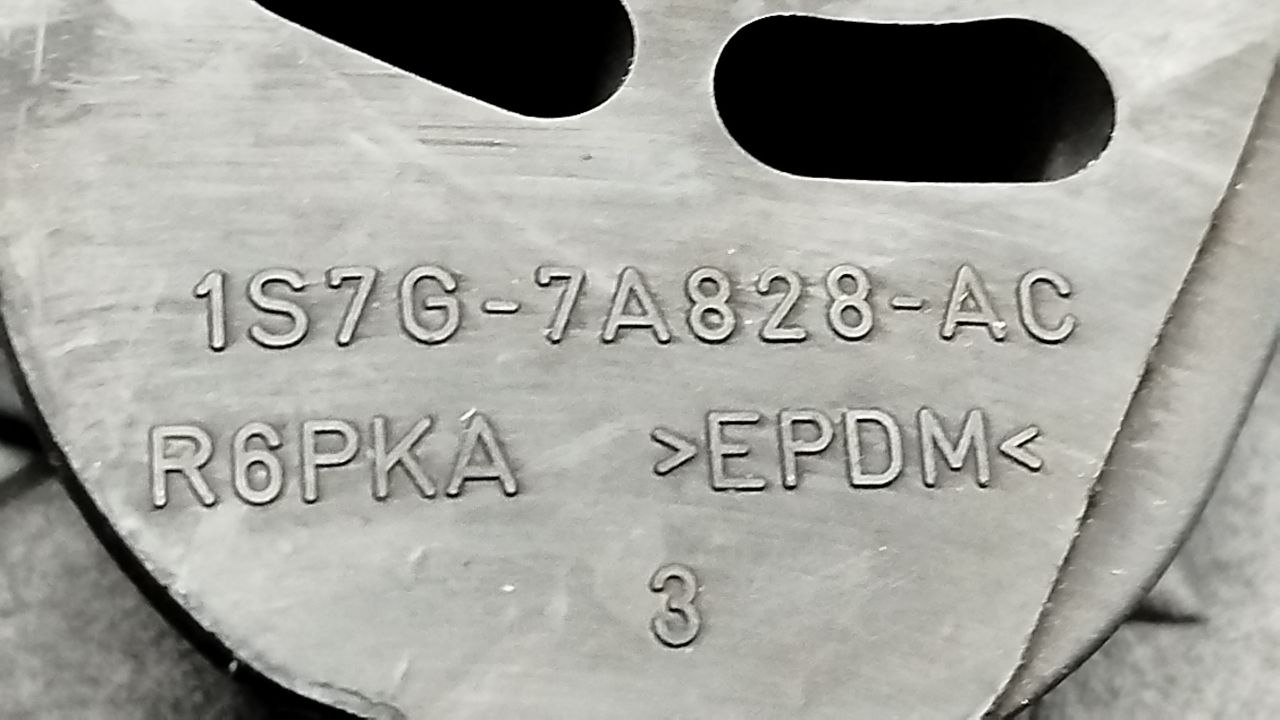 1S7G-7A828-AC
R6PKA >EPDM<
3